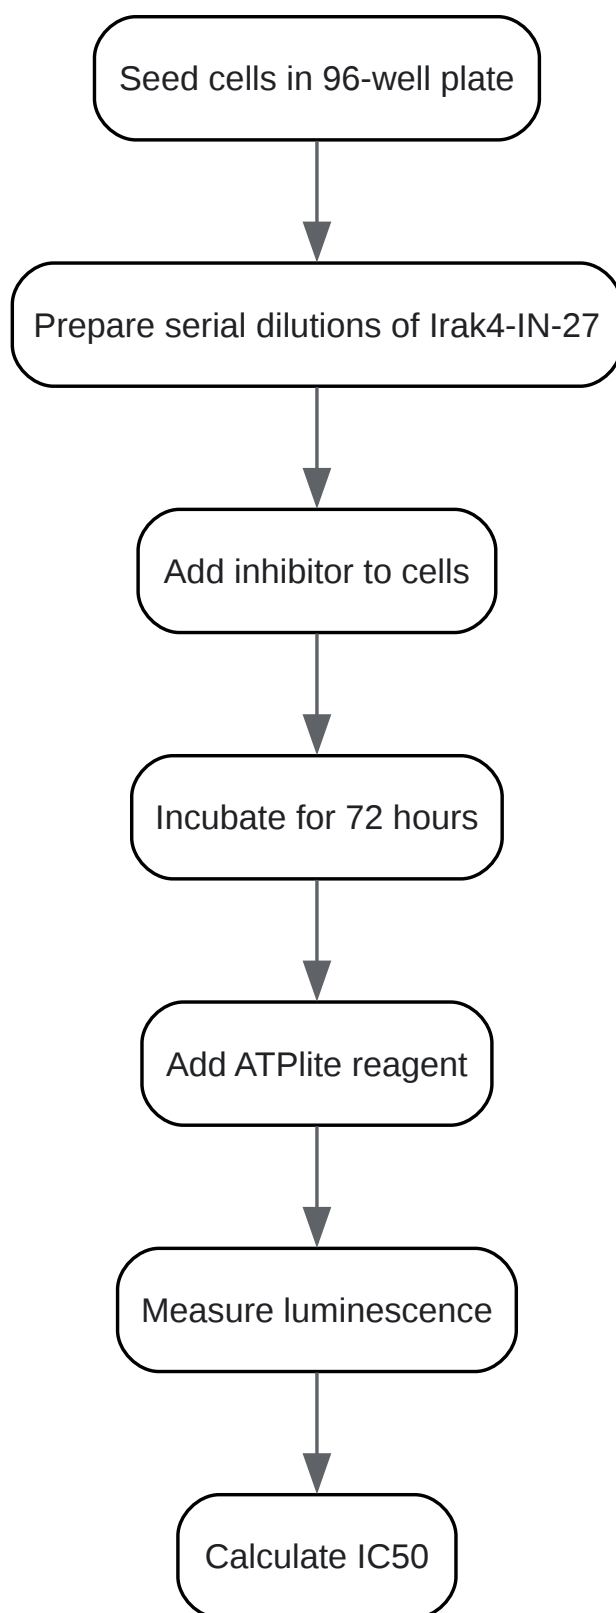 Seed cells in 96-well plate
Prepare serial dilutions of Irak4-IN-27
Add inhibitor to cells
Incubate for 72 hours
Add ATPlite reagent
Measure luminescence
Calculate IC50